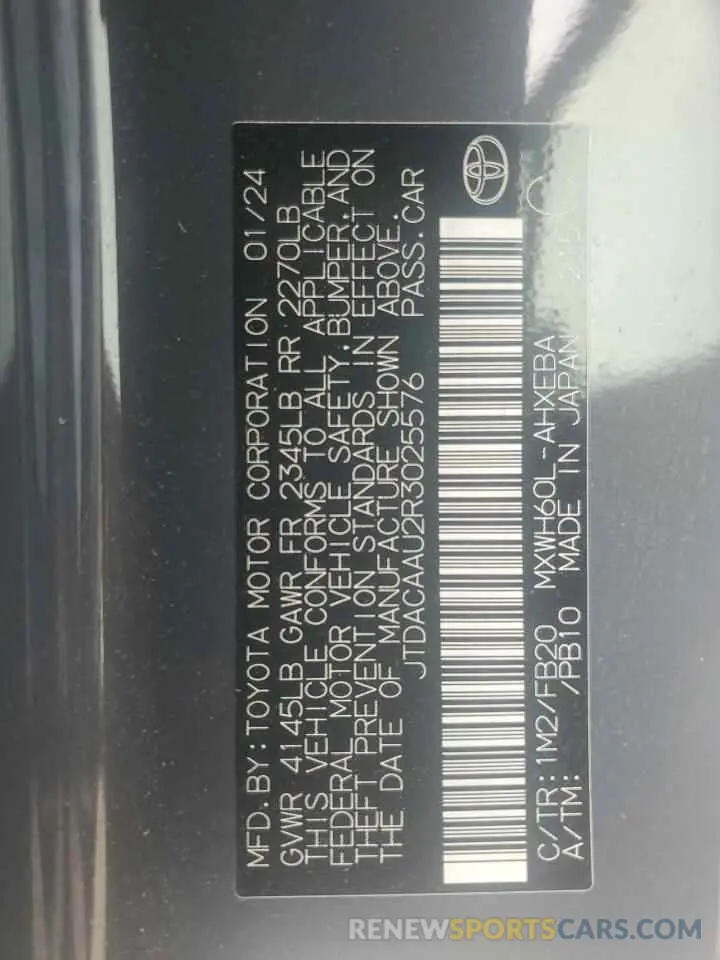 MFD.BY:TOYOTA MOTOR CORPORATION 01/24
GVWR 4145LB GAWR FR 2345LB RR 2270LB
THIS VEHICLE CONFORMS TO ALL APPLICABLE
FEDERAL MOTOR VEHICLE SAFETY,BUMPER,AND
THEFT PREVENTION STANDARDS IN EFFECT ON
THE DATE OF MANUFACTURE SHOWN ABOVE.
JTDACAAU2R3025576 PASS.CAR
C/TR:1M2/FB20 MXWH60L-AHXEBA
A/TM: /PB10 MADE IN JAPAN
RENEWSPORTSCARS.COM